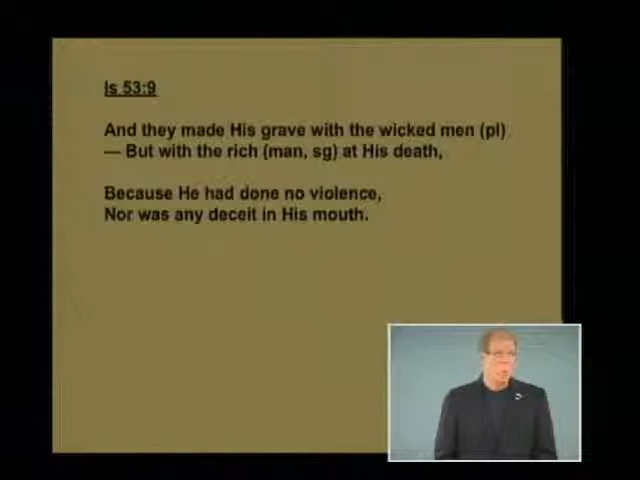 Is 53:9
And they made His grave with the wicked men (pl)
— But with the rich (man, sg) at His death,
Because He had done no violence,
Nor was any deceit in His mouth.